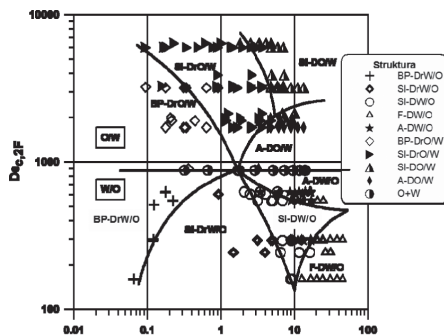 10000
1000
100
De_c,2F
0.01
0.1
1
10
100
O/W
W/O
SI-DrO/W
SI-DO/W
BP-DrO/W
A-DO/W
A-DW/O
BP-DrW/O
SI-DrW/O
SI-DW/O
F-DW/O
Struktura
BP-DrW/O
SI-DrW/O
SI-DW/O
F-DW/O
A-DW/O
BP-DrO/W
SI-DrO/W
SI-DO/W
A-DO/W
O+W